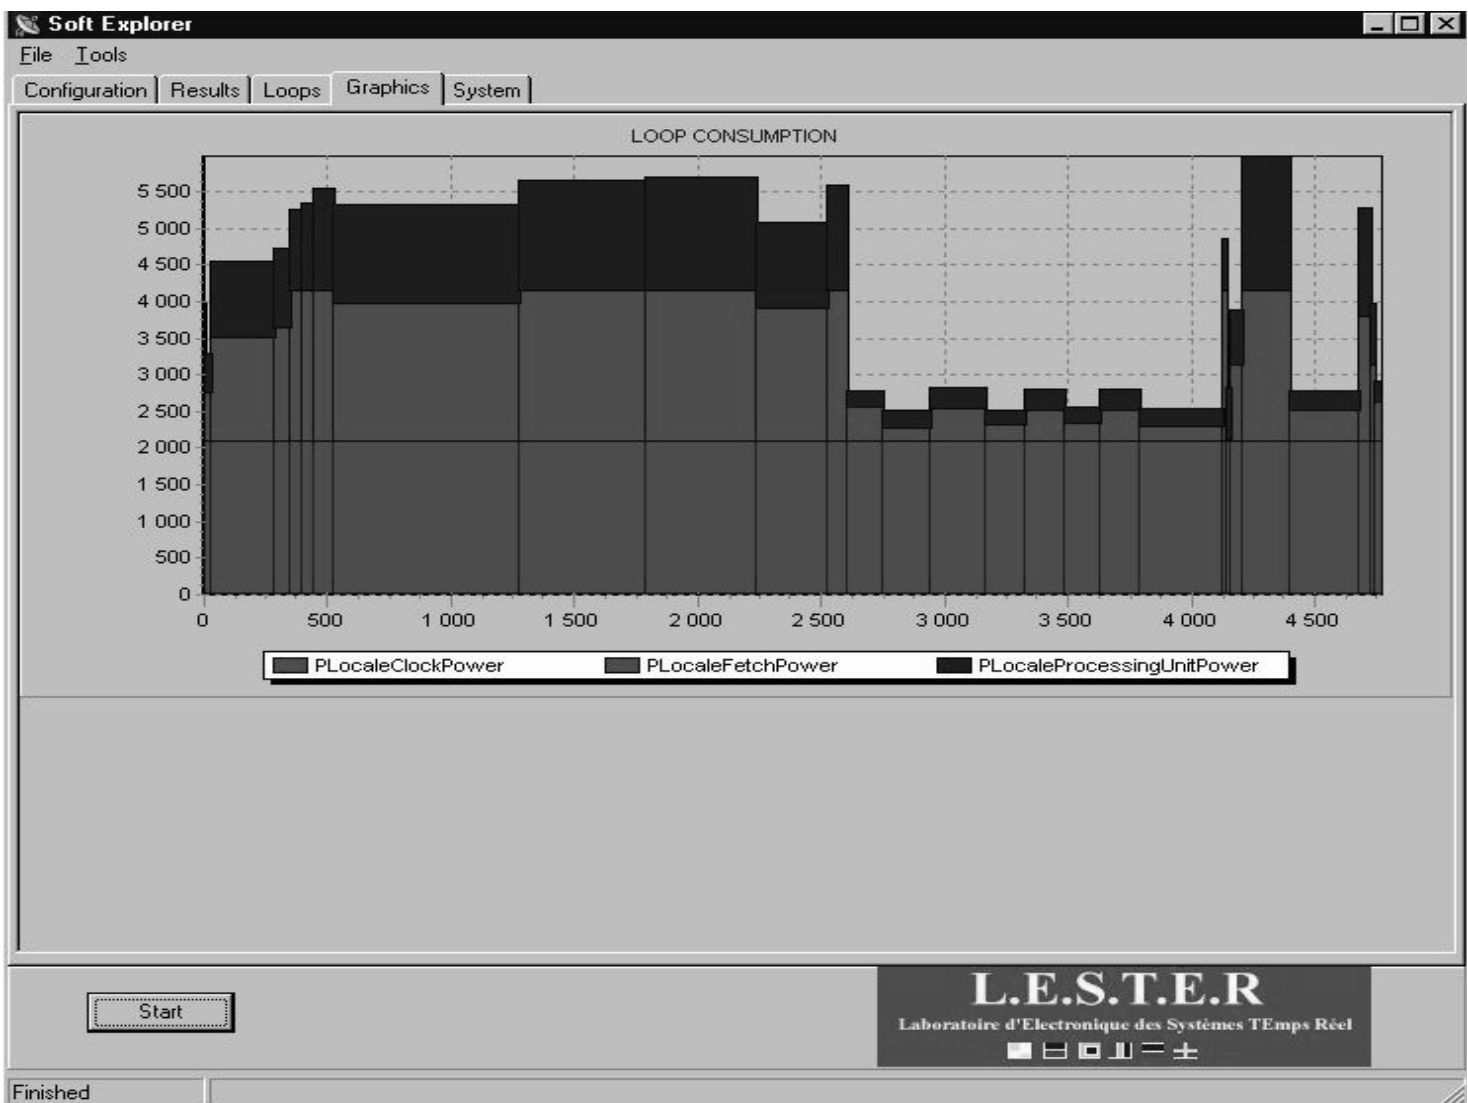 Soft Explorer
File Tools
Configuration Results Loops Graphics System
LOOP CONSUMPTION
5 500
5 000
4 500
4 000
3 500
3 000
2 500
2 000
1 500
1 000
500
0
0 500 1 000 1 500 2 000 2 500 3 000 3 500 4 000 4 500
PLocaleClockPower PLocaleFetchPower PLocaleProcessingUnitPower
Start
L.E.S.T.E.R
Laboratoire d'Electronique des Systèmes TEmps Réel
Finished